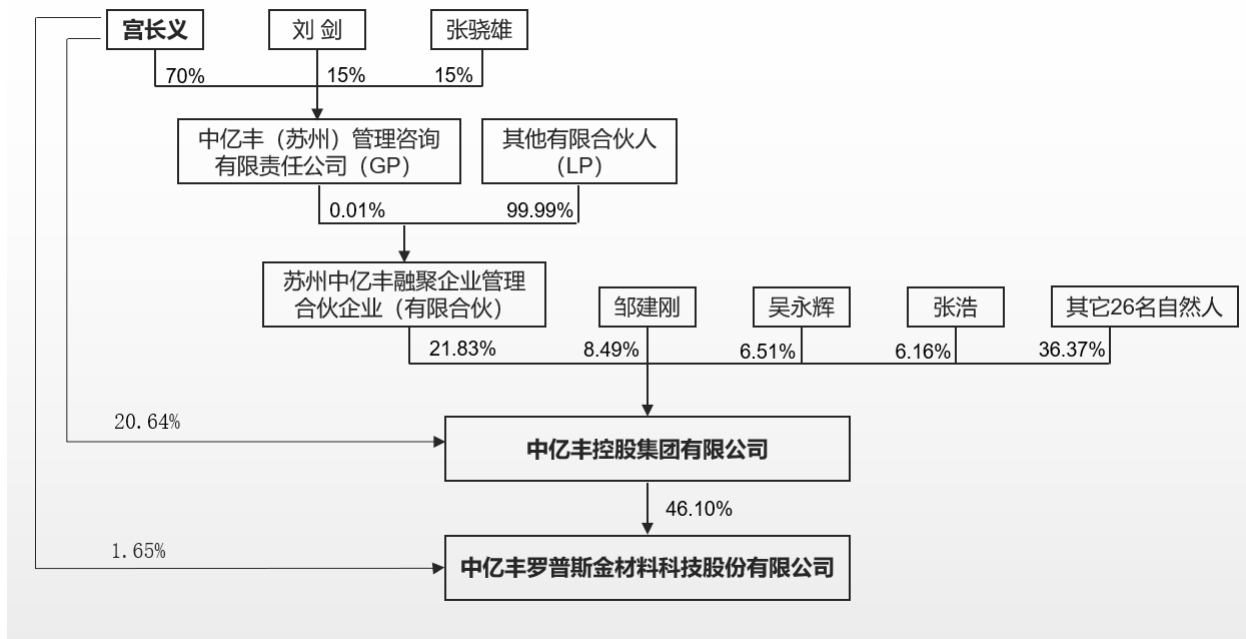 宫长义
刘 剑
张骁雄
70%
15%
15%
中亿丰（苏州）管理咨询
有限责任公司（GP）
其他有限合伙人
（LP）
0.01%
99.99%
苏州中亿丰融聚企业管理
合伙企业（有限合伙）
邹建刚
吴永辉
张浩
其它26名自然人
21.83%
8.49%
6.51%
6.16%
36.37%
20.64%
中亿丰控股集团有限公司
46.10%
1.65%
中亿丰罗普斯金材料科技股份有限公司